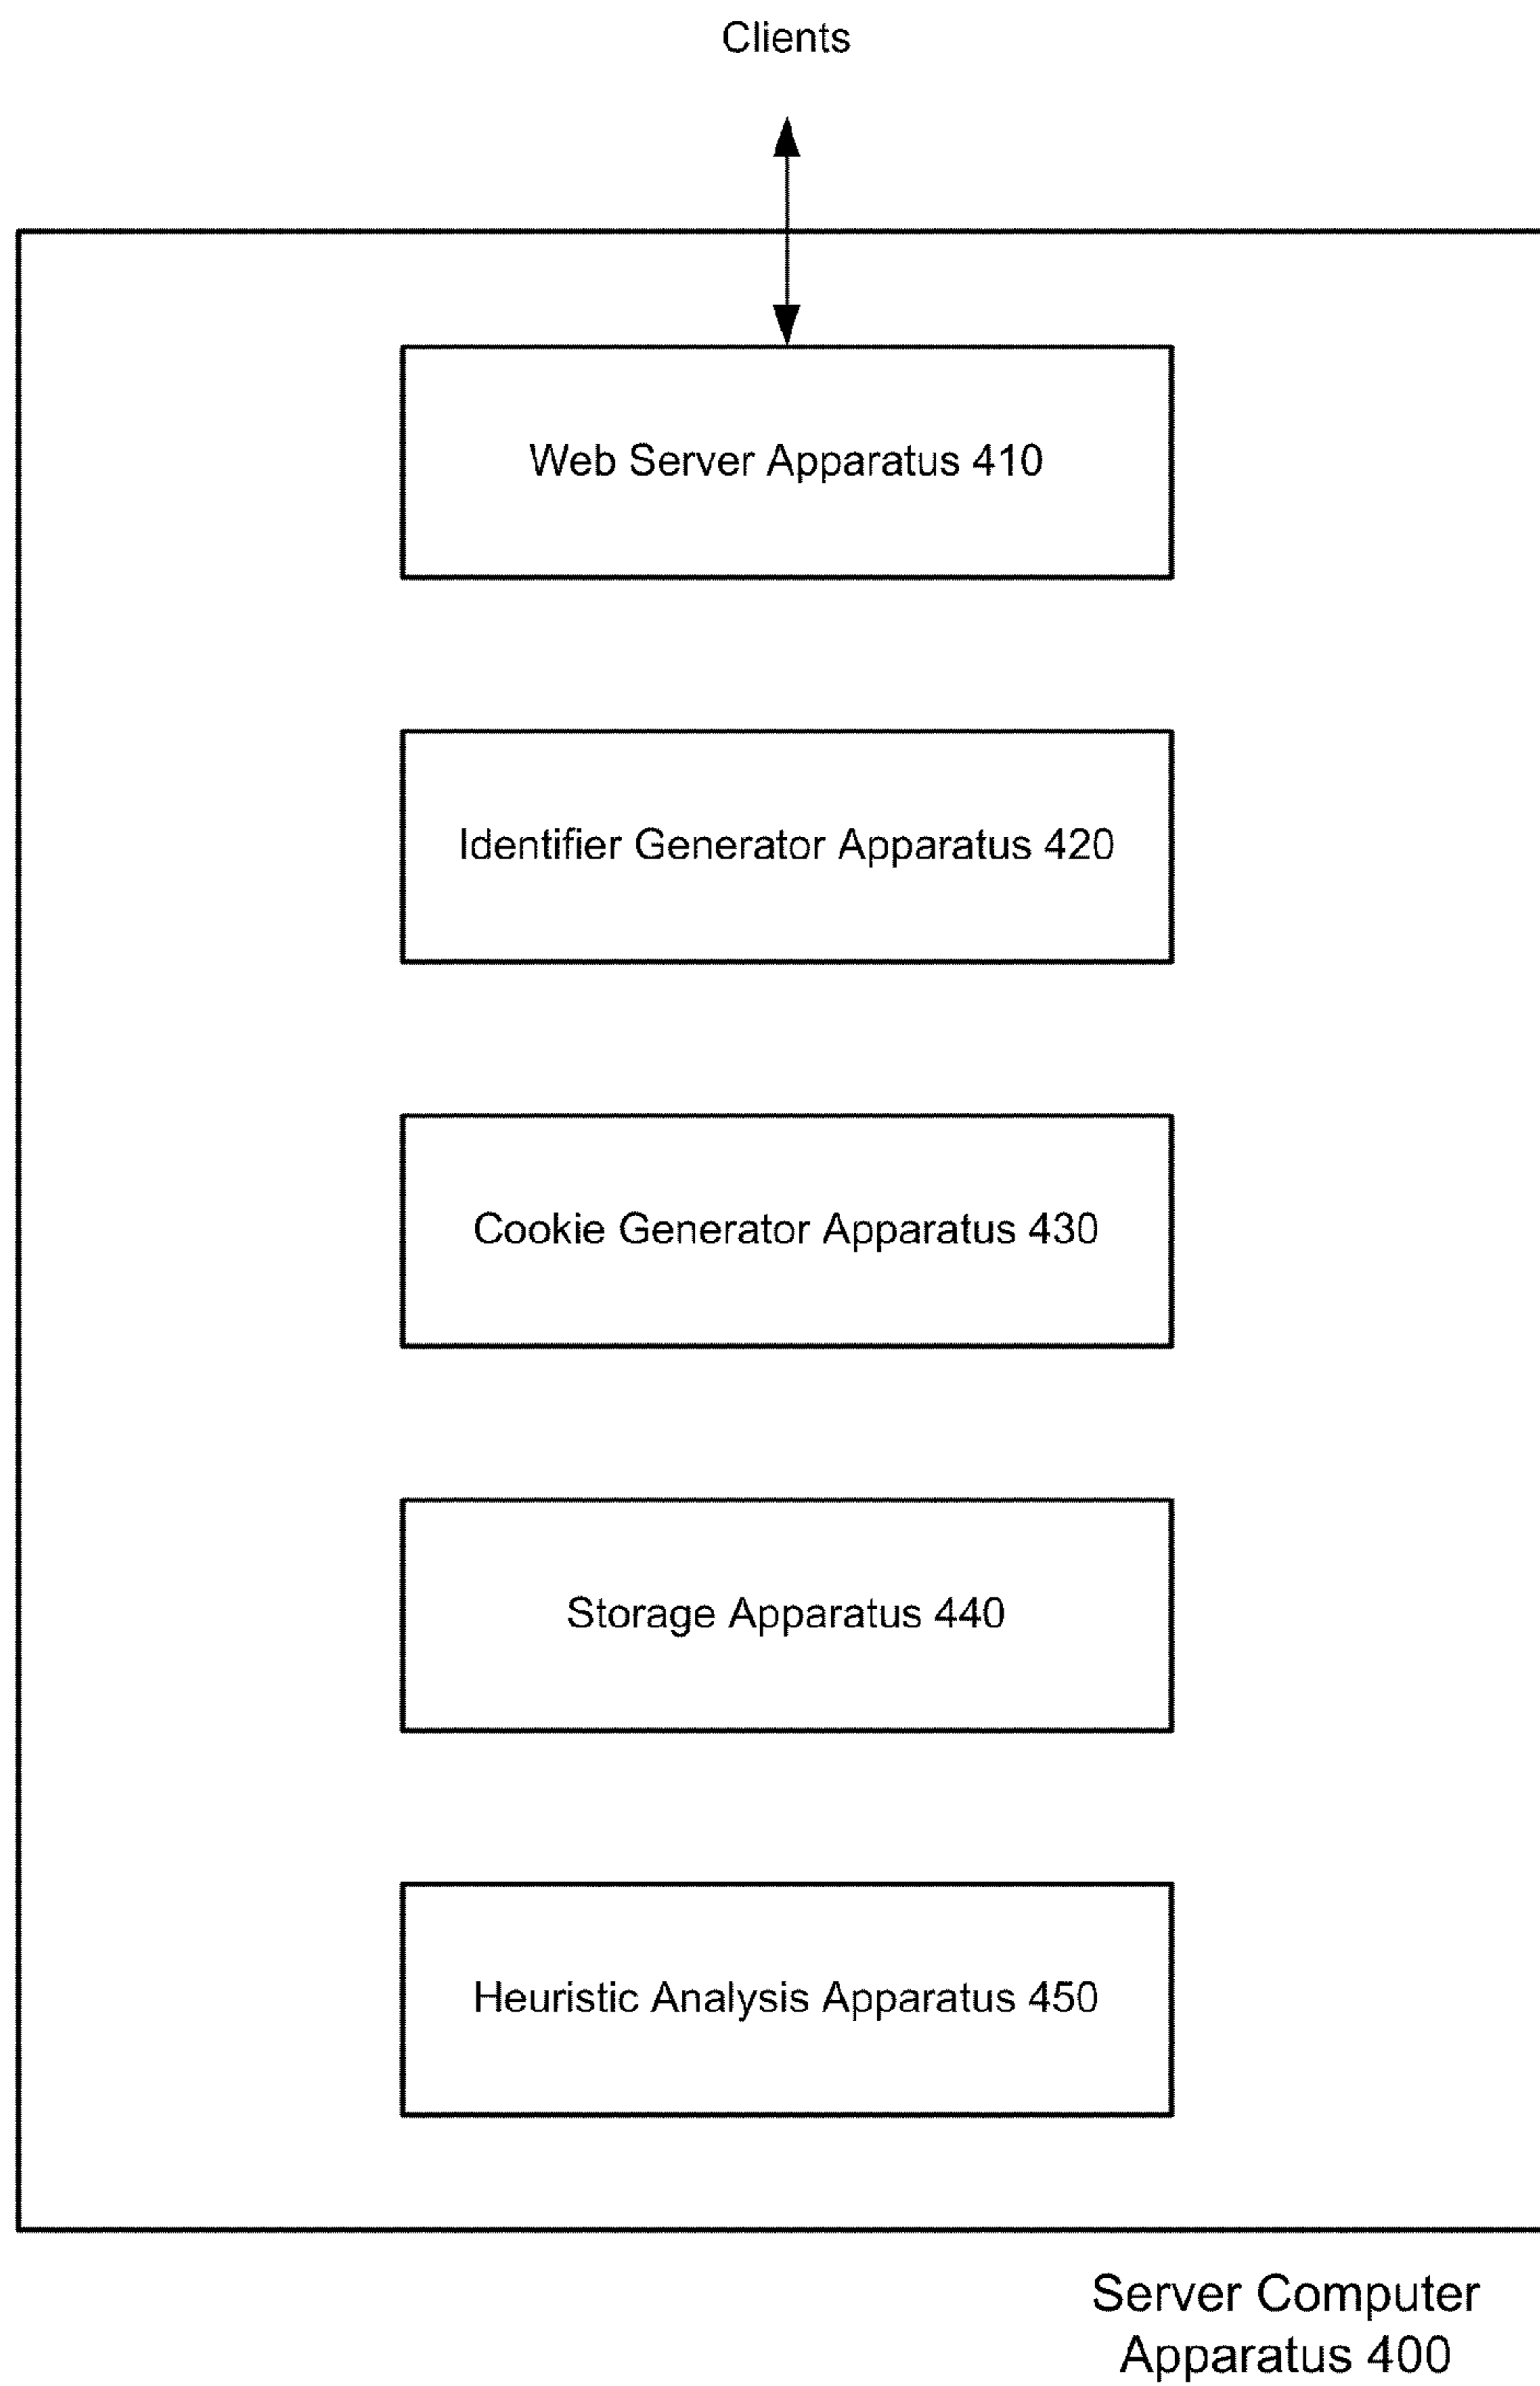 Clients
Web Server Apparatus 410
Identifier Generator Apparatus 420
Cookie Generator Apparatus 430
Storage Apparatus 440
Heuristic Analysis Apparatus 450
Server Computer
Apparatus 400